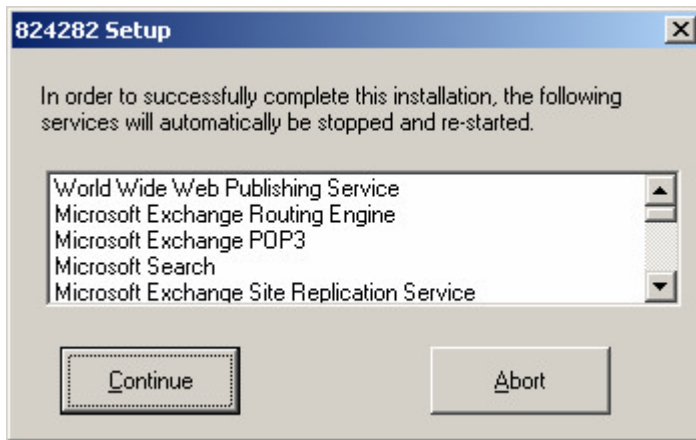 824282 Setup
In order to successfully complete this installation, the following
services will automatically be stopped and re-started.
World Wide Web Publishing Service
Microsoft Exchange Routing Engine
Microsoft Exchange POP3
Microsoft Search
Microsoft Exchange Site Replication Service
Continue Abort